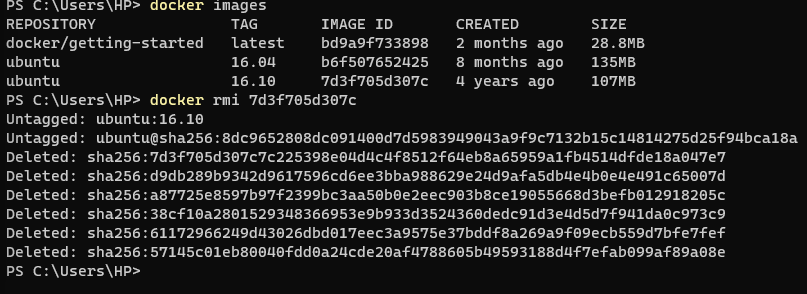 PS C:\Users\HP> docker images
REPOSITORY TAG IMAGE ID CREATED SIZE
docker/getting-started latest bd9a9f733898 2 months ago 28.8MB
ubuntu 16.04 b6f507652425 8 months ago 135MB
ubuntu 16.10 7d3f705d307c 4 years ago 107MB
PS C:\Users\HP> docker rmi 7d3f705d307c
Untagged: ubuntu:16.10
Untagged: ubuntu@sha256:8dc9652808dc091400d7d5983949043a9f9c7132b15c14814275d25f94bca18a
Deleted: sha256:7d3f705d307c7c225398e04d4c4f8512f64eb8a65959a1fb4514dfde18a047e7
Deleted: sha256:d9db289b9342d9617596cd6ee3bba988629e24d9afa5db4e4b0e4e491c65007d
Deleted: sha256:a87725e8597b97f2399bc3aa50b0e2eec903b8ce19055668d3befb012918205c
Deleted: sha256:38cf10a2801529348366953e9b933d3524360dedc91d3e4d5d7f941da0c973c9
Deleted: sha256:61172966249d43026dbd017eec3a9575e37bddf8a269a9f09ecb559d7bfe7fef
Deleted: sha256:57145c01eb80040fdd0a24cde20af4788605b49593188d4f7efab099af89a08e
PS C:\Users\HP>